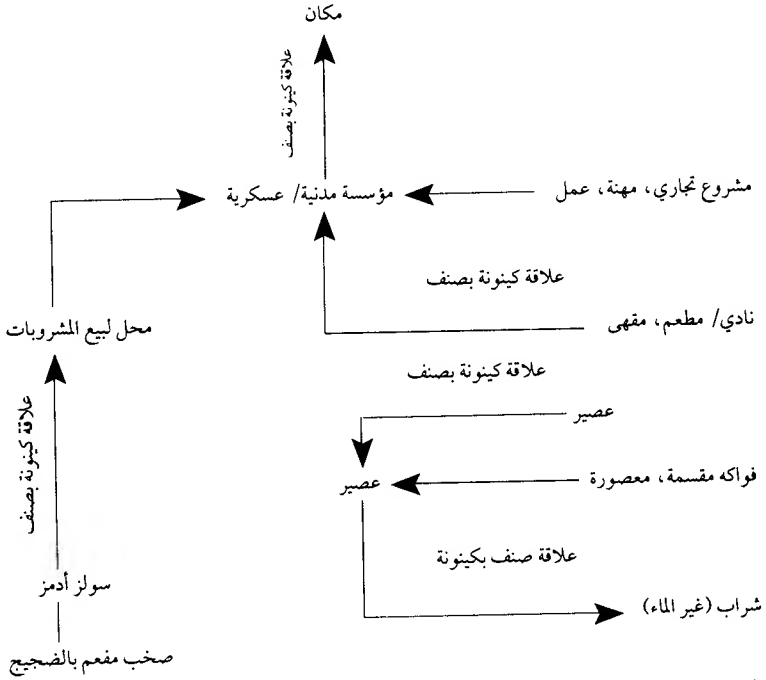 مكان
علاقة كينونة بصنف
مؤسسة مدنية/ عسكرية
مشروع تجاري، مهنة، عمل
علاقة كينونة بصنف
نادي/ مطعم، مقهى
محل لبيع المشروبات
علاقة كينونة بصنف
عصير
علاقة كينونة بصنف
فواكه مقسمة، معصورة
عصير
علاقة صنف بكينونة
سولز أدمز
شراب (غير الماء)
صخب مفعم بالضجيج